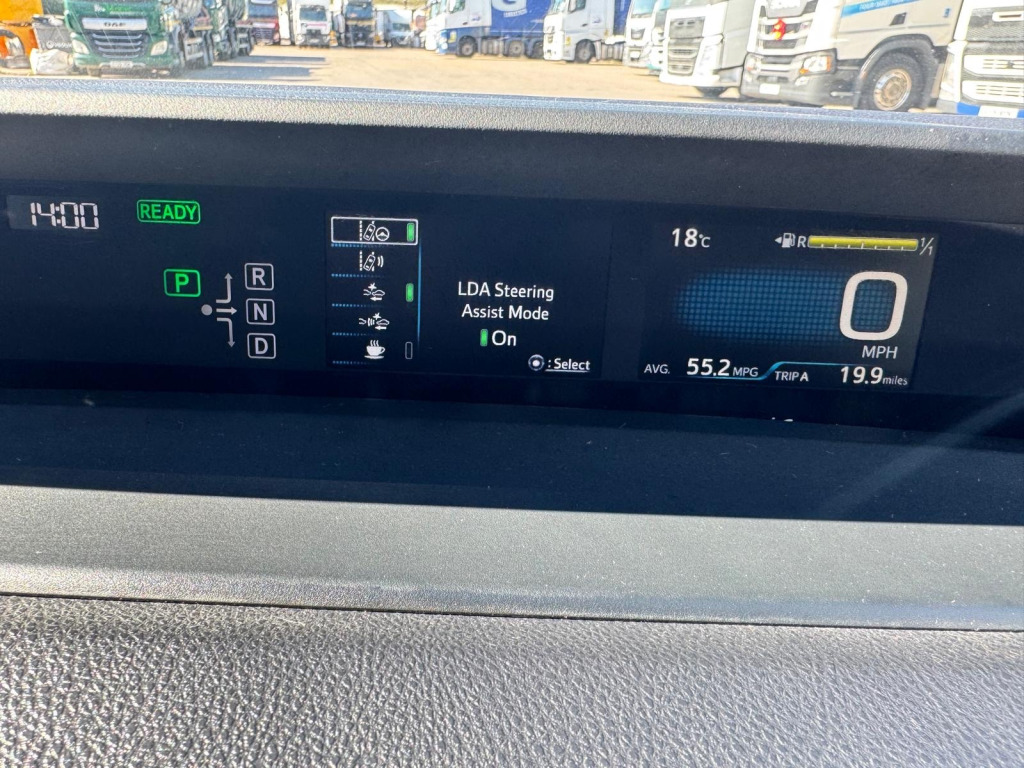 DAF
14:00
READY
P
R
N
D
LDA Steering
Assist Mode
On
: Select
18°C
R
1/1
0
MPH
AVG. 55.2 MPG
TRIP A 19.9 miles